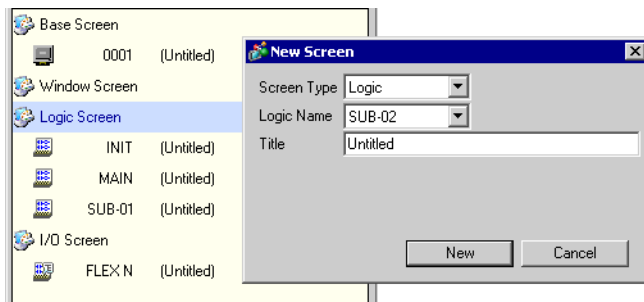 Base Screen
0001 (Untitled)
Window Screen
Logic Screen
INIT (Untitled)
MAIN (Untitled)
SUB-01 (Untitled)
I/O Screen
FLEX N (Untitled)
New Screen
Screen Type Logic
Logic Name SUB-02
Title Untitled
New Cancel